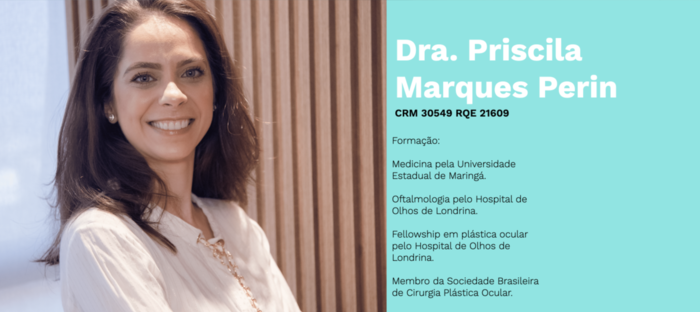 Dra. Priscila
Marques Perin
CRM 30549 RQE 21609
Formação:
Medicina pela Universidade
Estadual de Maringá.
Oftalmologia pelo Hospital de
Olhos de Londrina.
Fellowship em plástica ocular
pelo Hospital de Olhos de
Londrina.
Membro da Sociedade Brasileira
de Cirurgia Plástica Ocular.